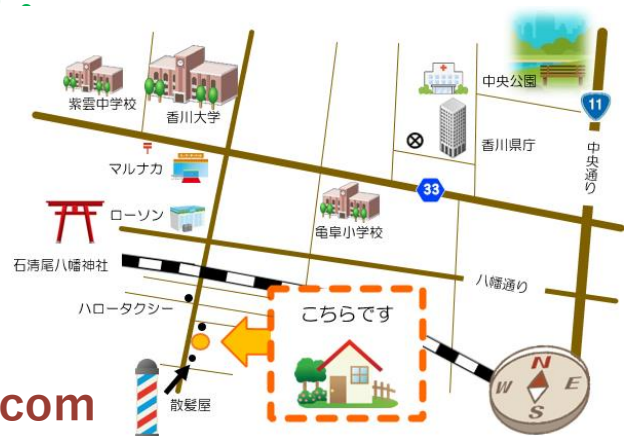 中央公園
紫雲中学校
香川大学
11
香川県庁
中央通り
マルナカ
33
ローソン
亀阜小学校
石清尾八幡神社
八幡通り
ハロータクシー
こちらです
N
W
E
S
散髪屋
com